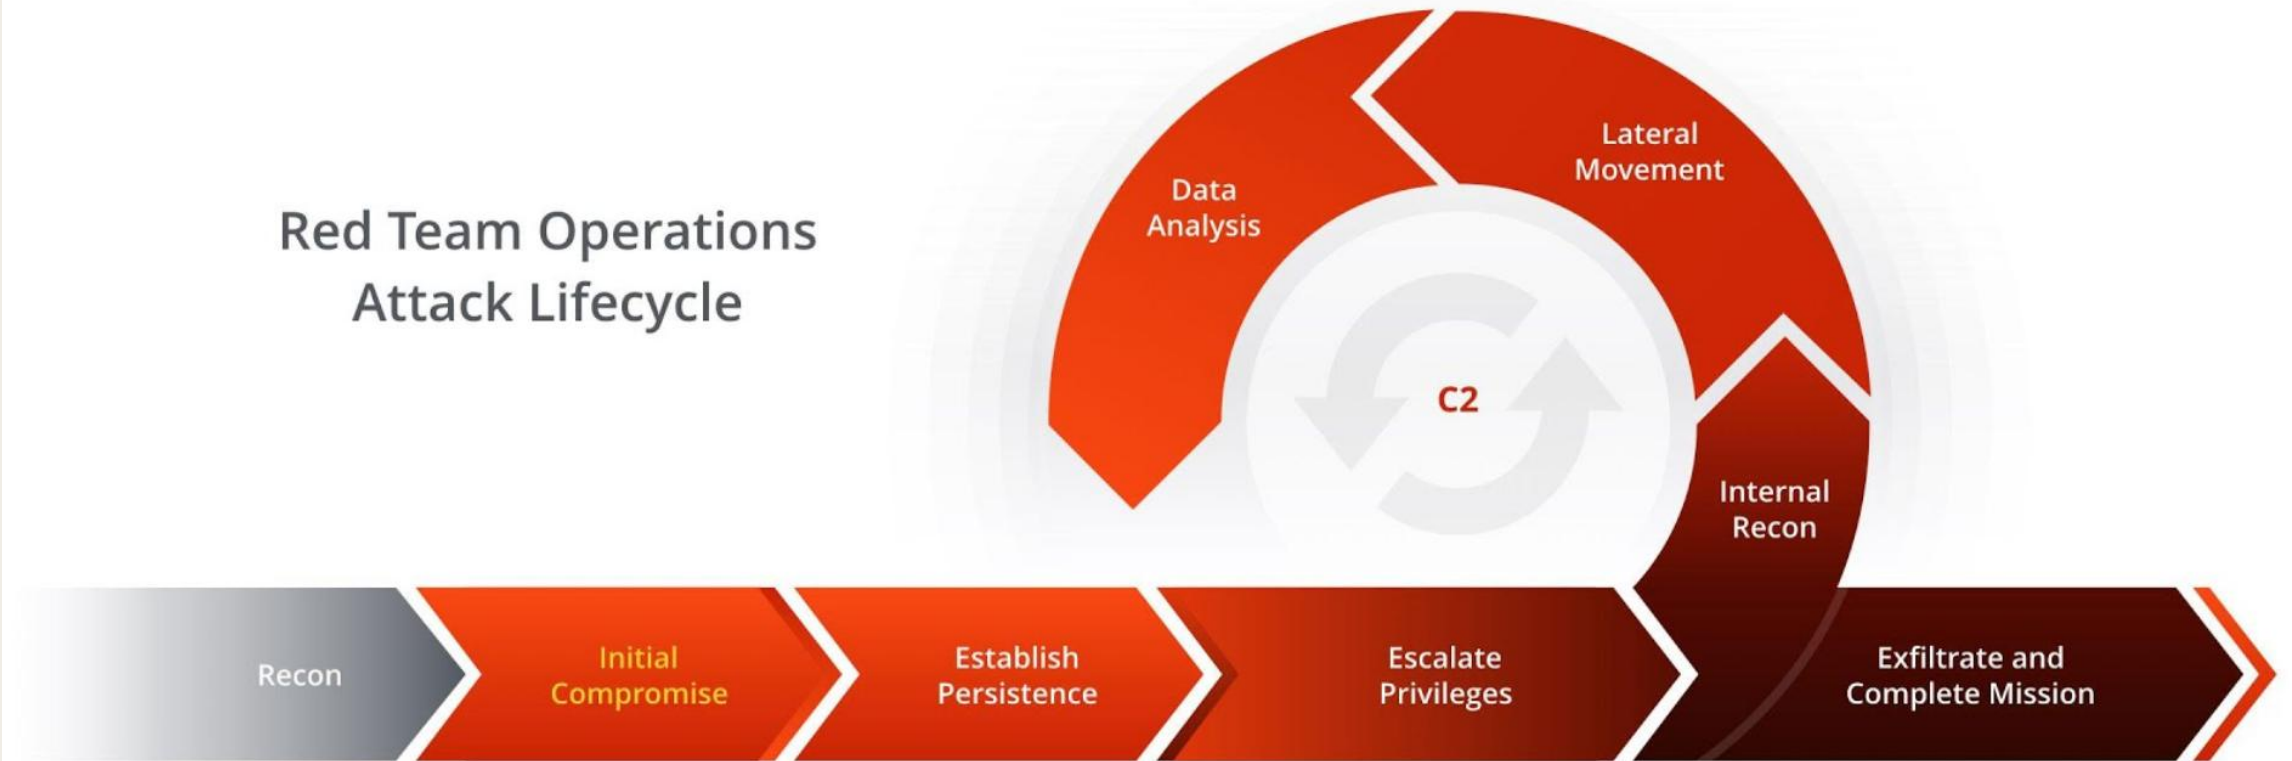 Red Team Operations
Attack Lifecycle
Data
Analysis
Lateral
Movement
C2
Internal
Recon
Recon
Initial
Compromise
Establish
Persistence
Escalate
Privileges
Exfiltrate and
Complete Mission